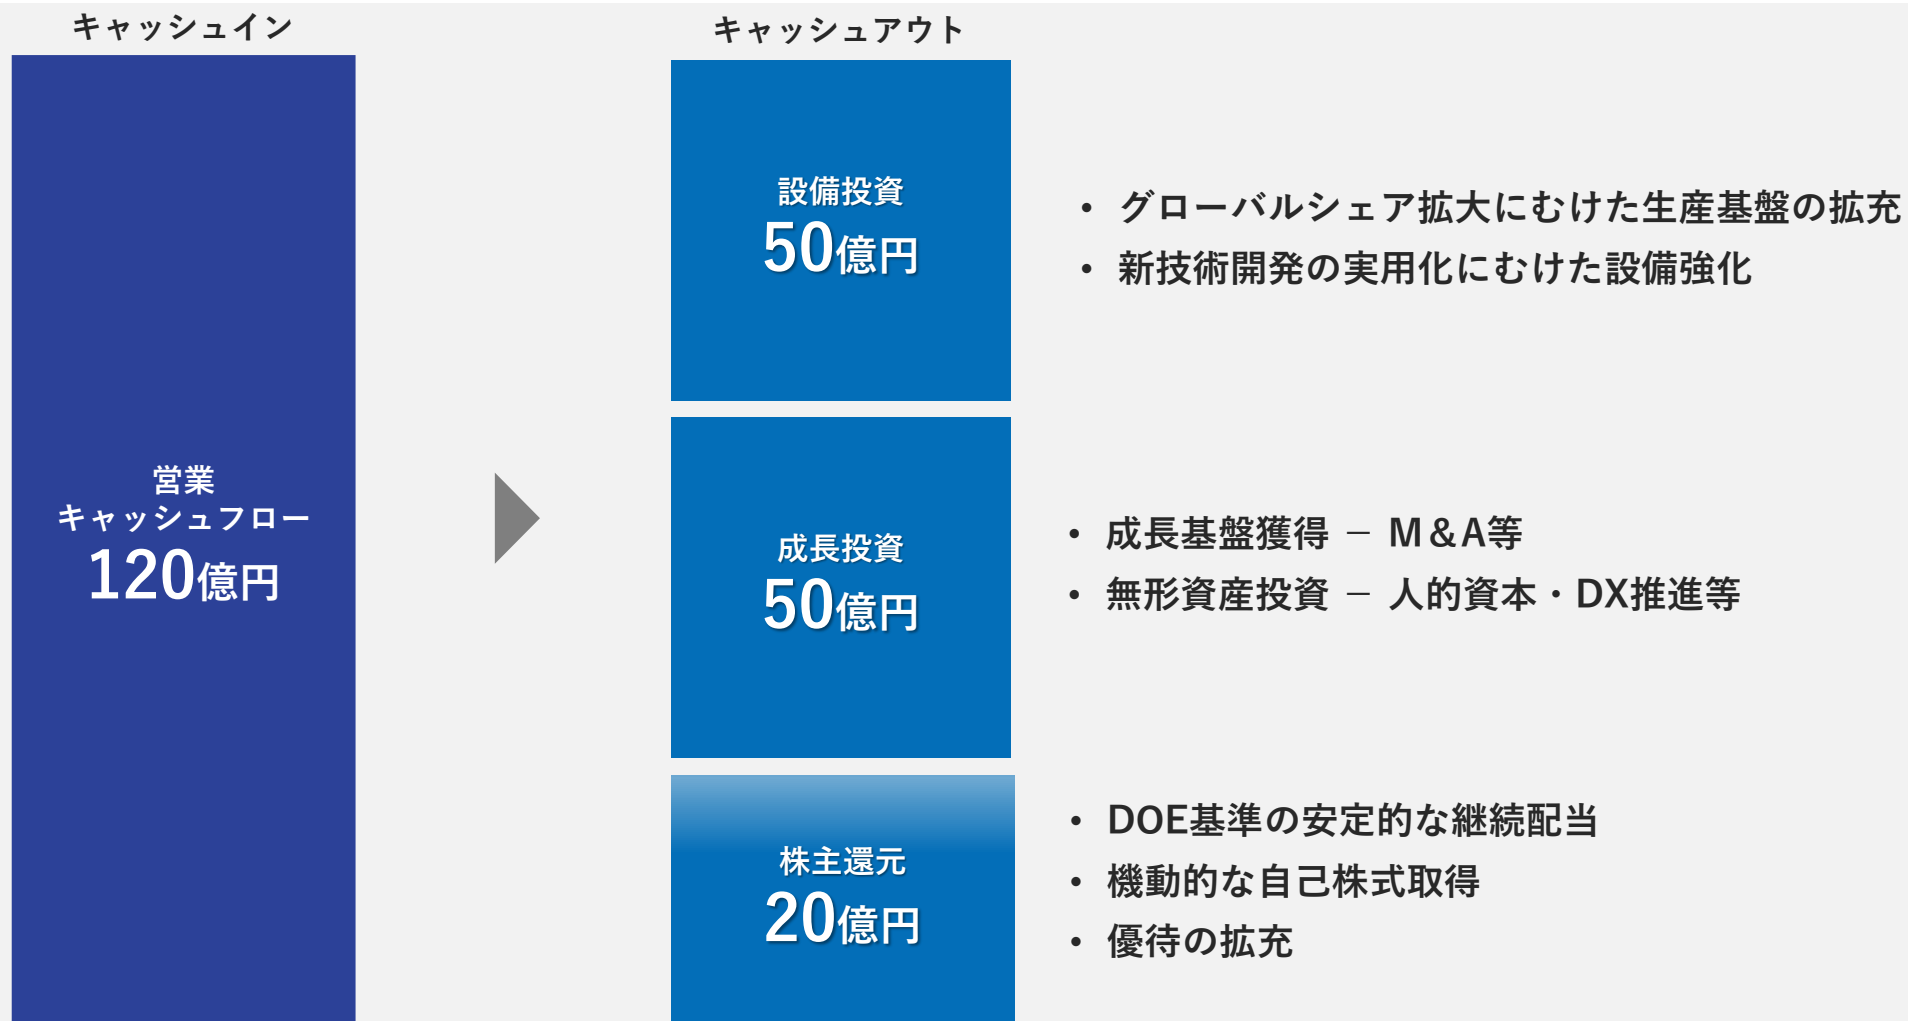 キャッシュイン
営業
キャッシュフロー
120億円
キャッシュアウト
設備投資
50億円
• グローバルシェア拡大にむけた生産基盤の拡充
• 新技術開発の実用化にむけた設備強化
成長投資
50億円
• 成長基盤獲得 － M＆A等
• 無形資産投資 － 人的資本・DX推進等
株主還元
20億円
• DOE基準の安定的な継続配当
• 機動的な自己株式取得
• 優待の拡充